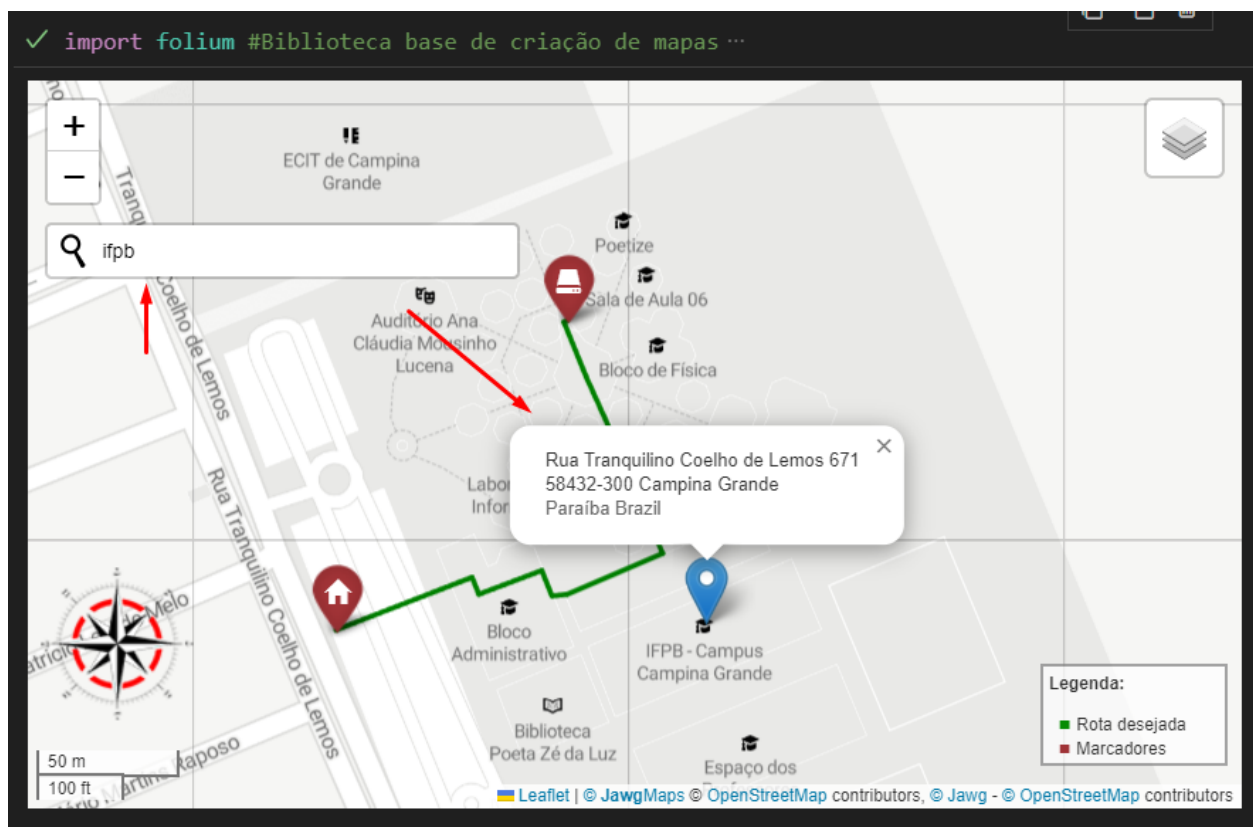 import folium #Biblioteca base de criação de mapas ...
+
−
ECIT de Campina
Grande
ifpb
Poetize
Sala de Aula 06
Auditório Ana
Cláudia Mousinho
Lucena
Bloco de Física
Coelho de Lemos
Rua Tranquilino Coelho de Lemos 671
58432-300 Campina Grande
Paraíba Brazil
×
Rua Tranquilino Coelho de Lemos
Bloco
Administrativo
IFPB - Campus
Campina Grande
Biblioteca
Poeta Zé da Luz
Espaço dos
Legenda:
Rota desejada
Marcadores
50 m
100 ft
Raposo
Leaflet | © JawgMaps © OpenStreetMap contributors, © Jawg - © OpenStreetMap contributors